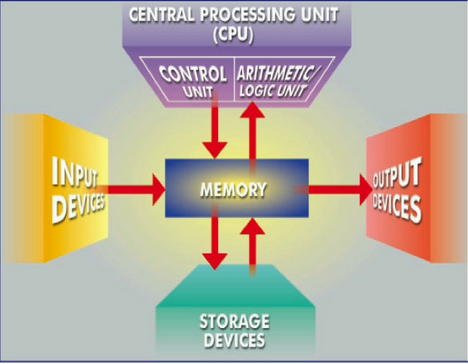 CENTRAL PROCESSING UNIT
(CPU)
CONTROL
UNIT
ARITHMETIC/
LOGIC UNIT
INPUT
DEVICES
MEMORY
OUTPUT
DEVICES
STORAGE
DEVICES